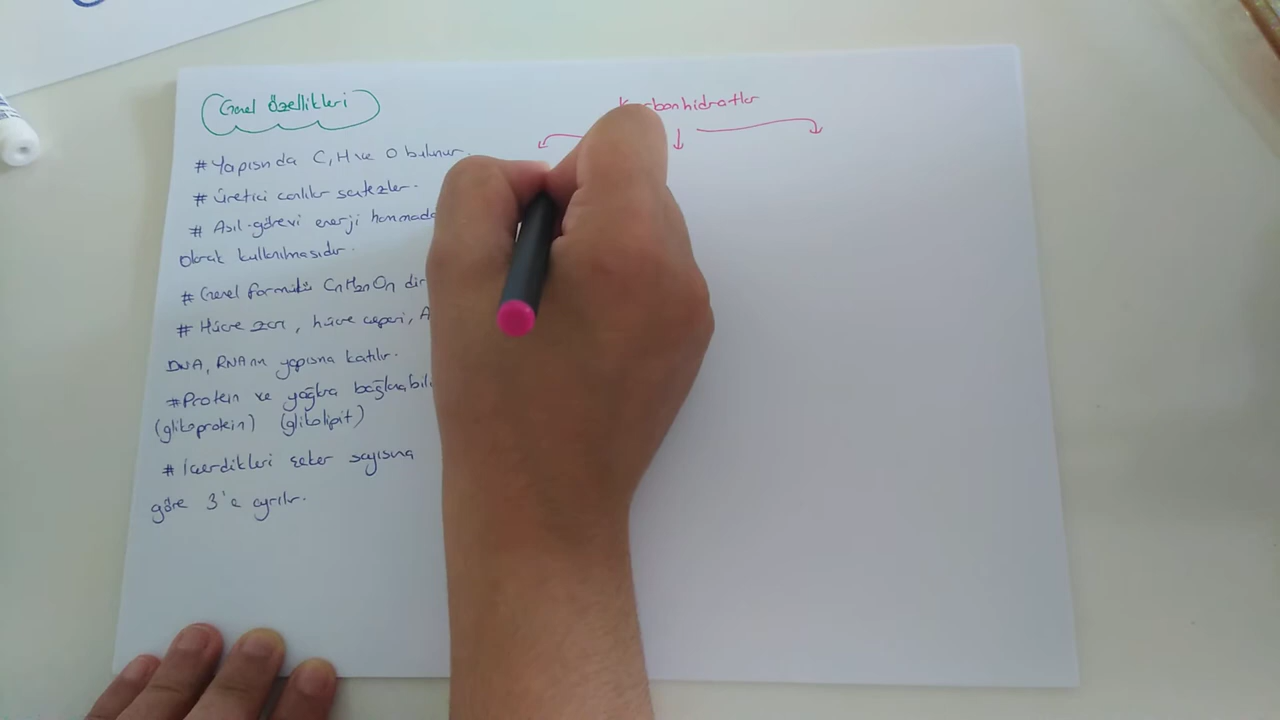 Genel özellikleri
# Yapısında C, H ve O bulunur.
# Üretici canlılar sentezler.
# Asıl görevi enerji hammadde
olarak kullanılmasıdır.
# Genel formülü CnH2nOn dir
# Hücre zarı, hücre çeperi, A
DNA, RNA nın yapısına katılır.
# Protein ve yağlara bağlanabili
(glikoprotein) (glikolipit)
# İçerdikleri şeker sayısına
göre 3'e ayrılır.
Karbonhidratlar